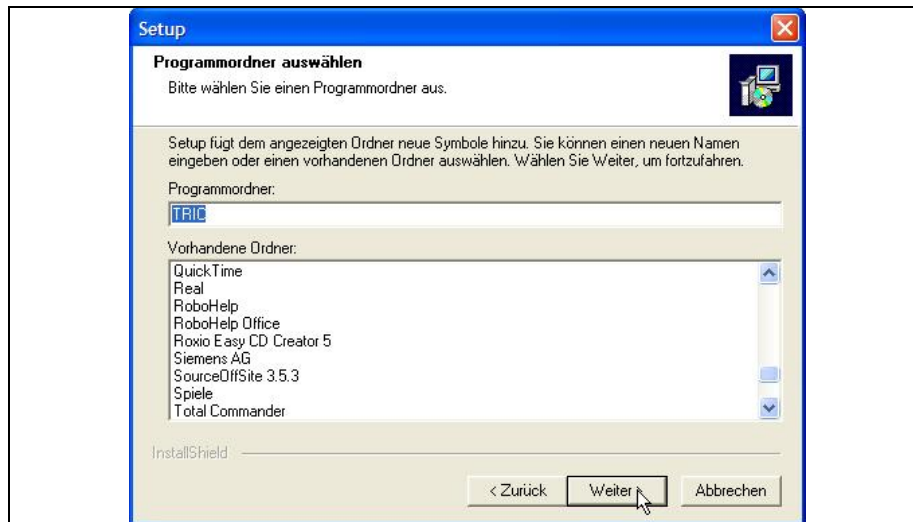 Setup
Programmordner auswählen
Bitte wählen Sie einen Programmordner aus.
Setup fügt dem angezeigten Ordner neue Symbole hinzu. Sie können einen neuen Namen
eingeben oder einen vorhandenen Ordner auswählen. Wählen Sie Weiter, um fortzufahren.
Programmordner:
TRIC
Vorhandene Ordner:
QuickTime
Real
RoboHelp
RoboHelp Office
Roxio Easy CD Creator 5
Siemens AG
SourceOffSite 3.5.3
Spiele
Total Commander
InstallShield
< Zurück Weiter > Abbrechen